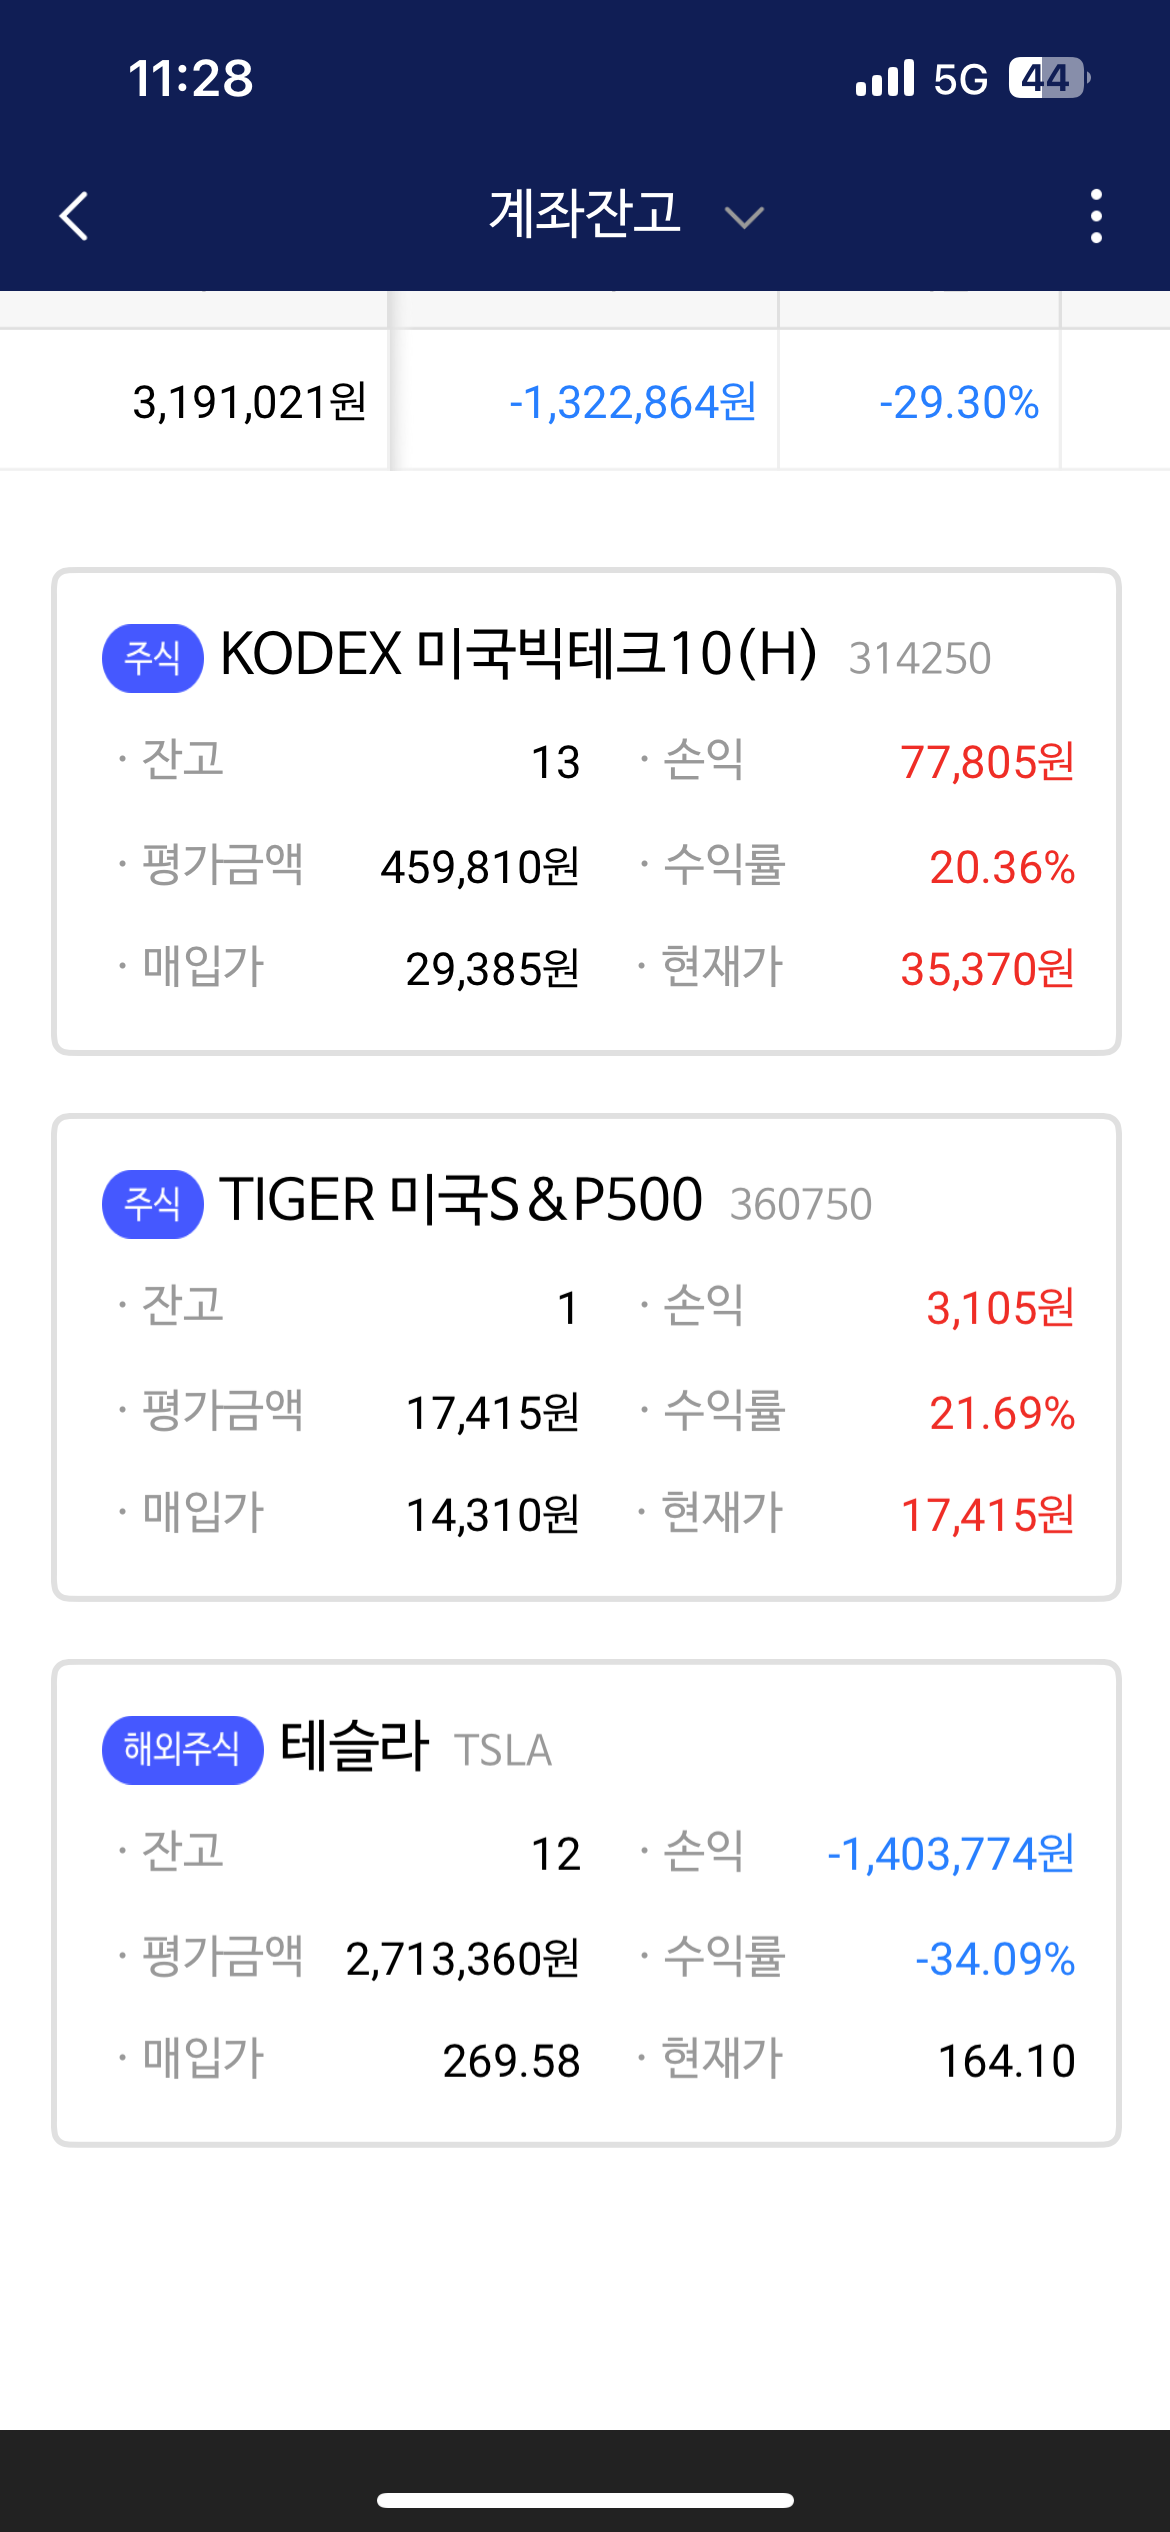 11:28 5G 44
계좌잔고
3,191,021원 -1,322,864원 -29.30%
주식 KODEX 미국빅테크10(H) 314250
· 잔고 13 · 손익 77,805원
· 평가금액 459,810원 · 수익률 20.36%
· 매입가 29,385원 · 현재가 35,370원
주식 TIGER 미국S&P500 360750
· 잔고 1 · 손익 3,105원
· 평가금액 17,415원 · 수익률 21.69%
· 매입가 14,310원 · 현재가 17,415원
해외주식 테슬라 TSLA
· 잔고 12 · 손익 -1,403,774원
· 평가금액 2,713,360원 · 수익률 -34.09%
· 매입가 269.58 · 현재가 164.10